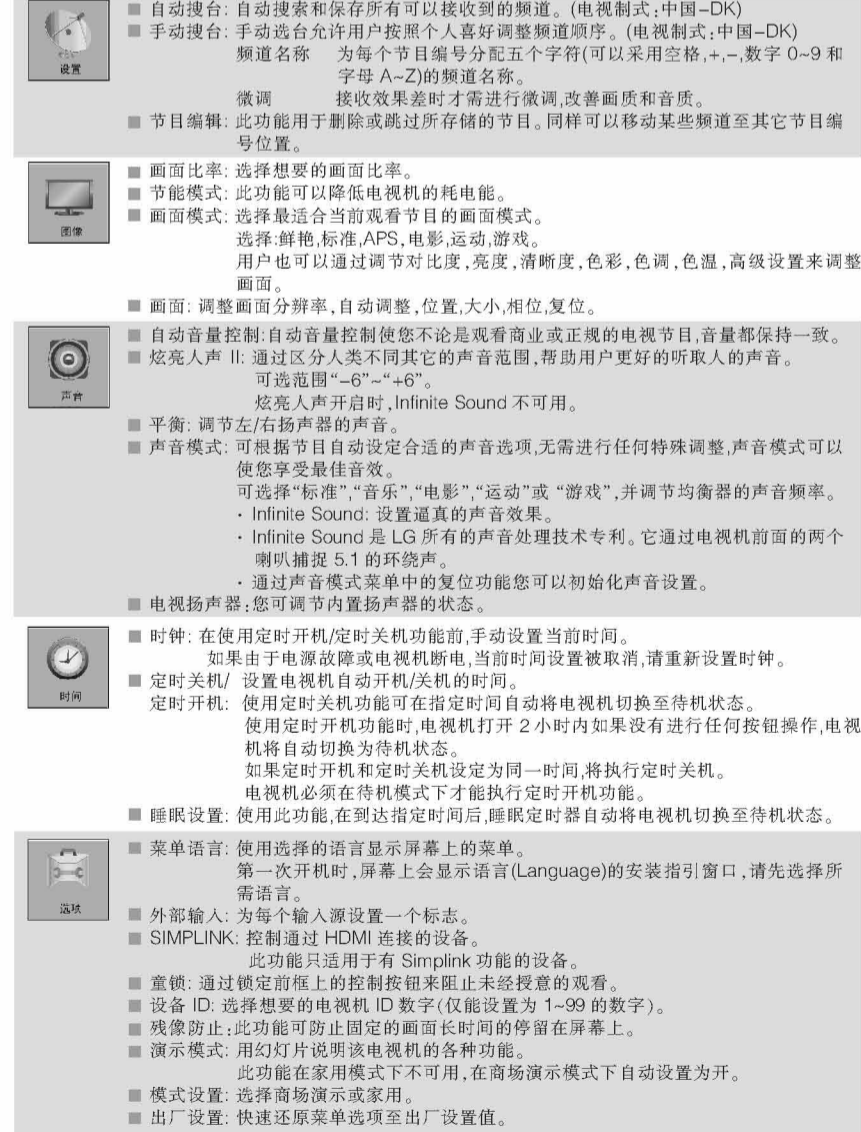 ■ 自动搜台: 自动搜索和保存所有可以接收到的频道。(电视制式:中国-DK)
■ 手动搜台: 手动选台允许用户按照个人喜好调整频道顺序。(电视制式:中国-DK)
频道名称 为每个节目编号分配五个字符(可以采用空格,+,-,数字 0~9 和
字母 A~Z)的频道名称。
微调 接收效果差时才需进行微调,改善画质和音质。
■ 节目编辑: 此功能用于删除或跳过所存储的节目。同样可以移动某些频道至其它节目编
号位置。
设置
■ 画面比率: 选择想要的画面比率。
■ 节能模式: 此功能可以降低电视机的耗电能。
■ 画面模式: 选择最适合当前观看节目的画面模式。
选择:鲜艳,标准,APS,电影,运动,游戏。
用户也可以通过调节对比度,亮度,清晰度,色彩,色调,色温,高级设置来调整
画面。
■ 画面: 调整画面分辨率,自动调整,位置,大小,相位,复位。
图像
■ 自动音量控制:自动音量控制使您不论是观看商业或正规的电视节目,音量都保持一致。
■ 炫亮人声 II: 通过区分人类不同其它的声音范围,帮助用户更好的听取人的声音。
可选范围“-6”~“+6”。
炫亮人声开启时,Infinite Sound 不可用。
■ 平衡: 调节左/右扬声器的声音。
■ 声音模式: 可根据节目自动设定合适的声音选项,无需进行任何特殊调整,声音模式可以
使您享受最佳音效。
可选择“标准”,“音乐”,“电影”,“运动”或 “游戏”,并调节均衡器的声音频率。
· Infinite Sound: 设置逼真的声音效果。
· Infinite Sound 是 LG 所有的声音处理技术专利。它通过电视机前面的两个
喇叭捕捉 5.1 的环绕声。
· 通过声音模式菜单中的复位功能您可以初始化声音设置。
■ 电视扬声器:您可调节内置扬声器的状态。
声音
■ 时钟: 在使用定时开机/定时关机功能前,手动设置当前时间。
如果由于电源故障或电视机断电,当前时间设置被取消,请重新设置时钟。
■ 定时关机/ 设置电视机自动开机/关机的时间。
定时开机: 使用定时关机功能可在指定时间自动将电视机切换至待机状态。
使用定时开机功能时,电视机打开 2 小时内如果没有进行任何按钮操作,电视
机将自动切换为待机状态。
如果定时开机和定时关机设定为同一时间,将执行定时关机。
电视机必须在待机模式下才能执行定时开机功能。
■ 睡眠设置: 使用此功能,在到达指定时间后,睡眠定时器自动将电视机切换至待机状态。
时间
■ 菜单语言: 使用选择的语言显示屏幕上的菜单。
第一次开机时,屏幕上会显示语言(Language)的安装指引窗口,请先选择所
需语言。
■ 外部输入: 为每个输入源设置一个标志。
■ SIMPLINK: 控制通过 HDMI 连接的设备。
此功能只适用于有 Simplink 功能的设备。
■ 童锁: 通过锁定前框上的控制按钮来阻止未经授意的观看。
■ 设备 ID: 选择想要的电视机 ID 数字(仅能设置为 1~99 的数字)。
■ 残像防止:此功能可防止固定的画面长时间的停留在屏幕上。
■ 演示模式: 用幻灯片说明该电视机的各种功能。
此功能在家用模式下不可用,在商场演示模式下自动设置为开。
■ 模式设置: 选择商场演示或家用。
■ 出厂设置: 快速还原菜单选项至出厂设置值。
选项